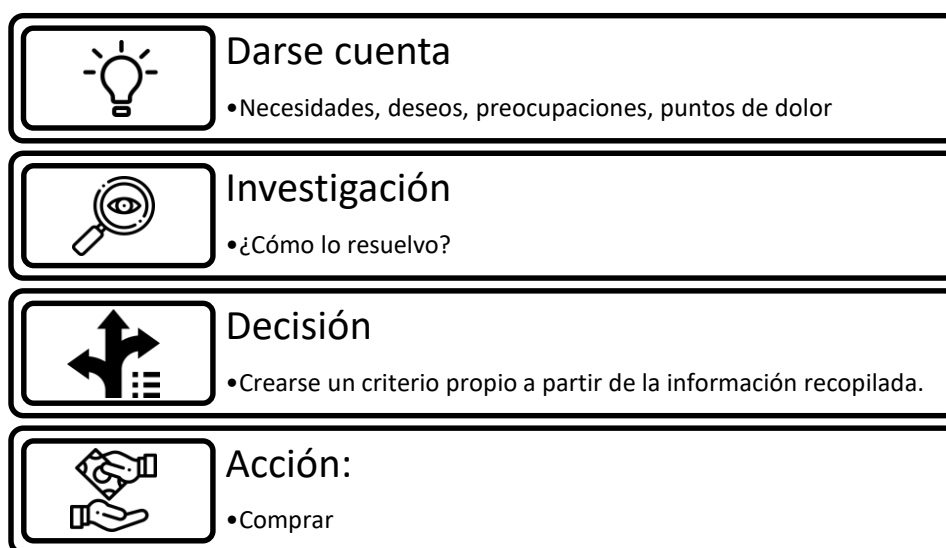 Darse cuenta
•Necesidades, deseos, preocupaciones, puntos de dolor
Investigación
•¿Cómo lo resuelvo?
Decisión
•Crearse un criterio propio a partir de la información recopilada.
Acción:
•Comprar